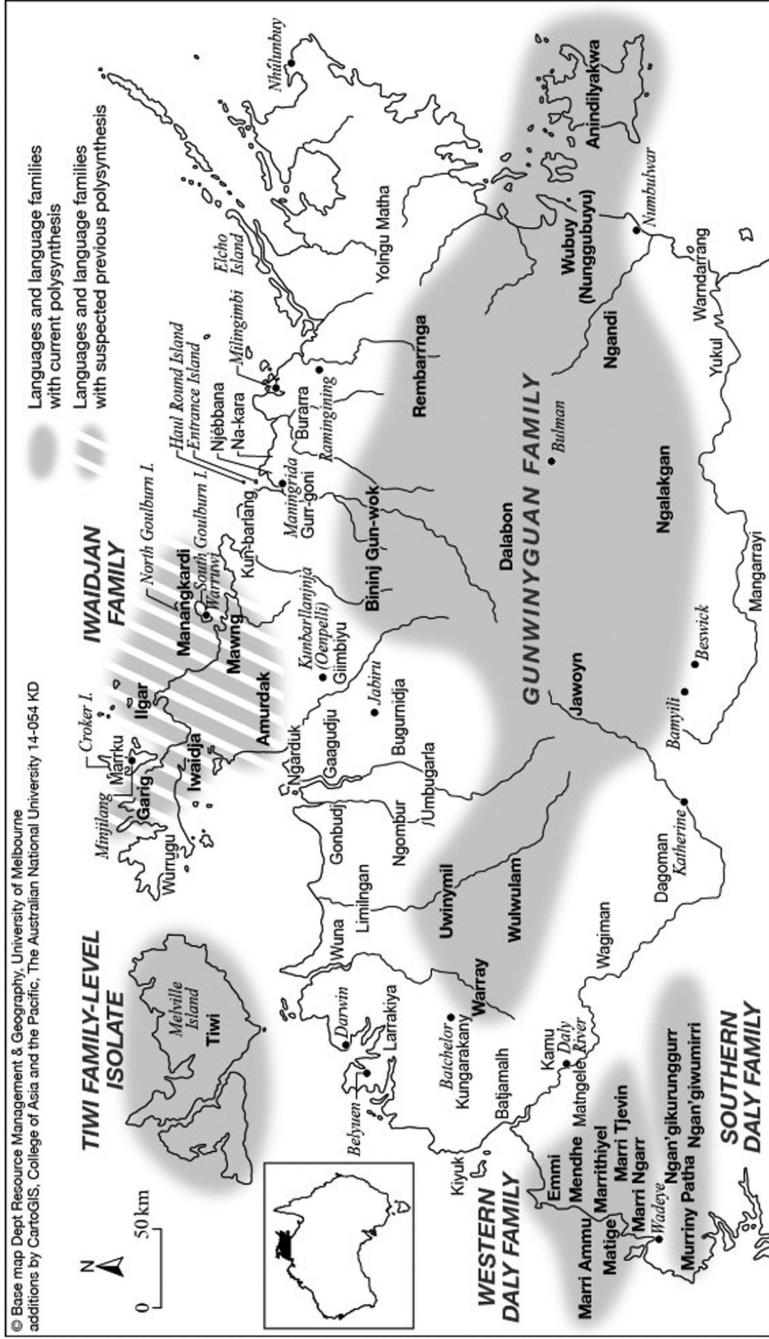 © Base map Dept Resource Management & Geography, University of Melbourne
additions by CartoGIS, College of Asia and the Pacific, The Australian National University 14-054 KD
N
0
50 km
TIWI FAMILY-LEVEL
ISOLATE
Melville
Island
Tiwi
IWAIDJAN
FAMILY
Languages and language families
with current polysynthesis
Languages and language families
with suspected previous polysynthesis
Croker I.
Minjilang
Mariku
Garig
Ilgar
Wurrugu
Iwaidja
North Goulburn I.
Manangkardi
South Goulburn I.
Warruwi
Mawng
Amurdak
Haul Round Island
Entrance Island
Njébbana
Na-kara
Milingimbi
Elcho
Island
Nhulunbuy
Kun-barlang
Maningrida
Gurr-goni
Burarra
Ramingining
Yolngu Matha
Kunbarllanjnja
(Oenpelli)
Giimbiyu
Jabiru
Bugumidja
Ngarduk
Gaagudju
Gonbudj
Ngombur
/Umbugarla
Wuna
Limilngan
Darwin
Belyuen
Larrakiya
Batchelor
Kungarakany
Warray
Uwinymil
Wulwulam
Bininj Gun-wok
Rembarrnga
Dalabon
GUNWINYGUAN FAMILY
Bulman
Jawoyn
Ngalakgan
Ngandi
Wubuy
(Nunggubuyu)
Anindilyakwa
Numbulwar
Warndarrang
Yukul
Mangarrayi
Beswick
Bamyili
Katherine
Dagoman
Wagiman
Kiyuk
Batjamalh
Kamu
Matngele
Daly
River
WESTERN
DALY FAMILY
Emmi
Mendhe
Marri Ammu
Marrithiyel
Matige
Marri Tjevin
Marri Ngarr
Wadeye
Ngan'gikurunggurr
Murriny Patha
Ngan'giwumirri
SOUTHERN
DALY FAMILY